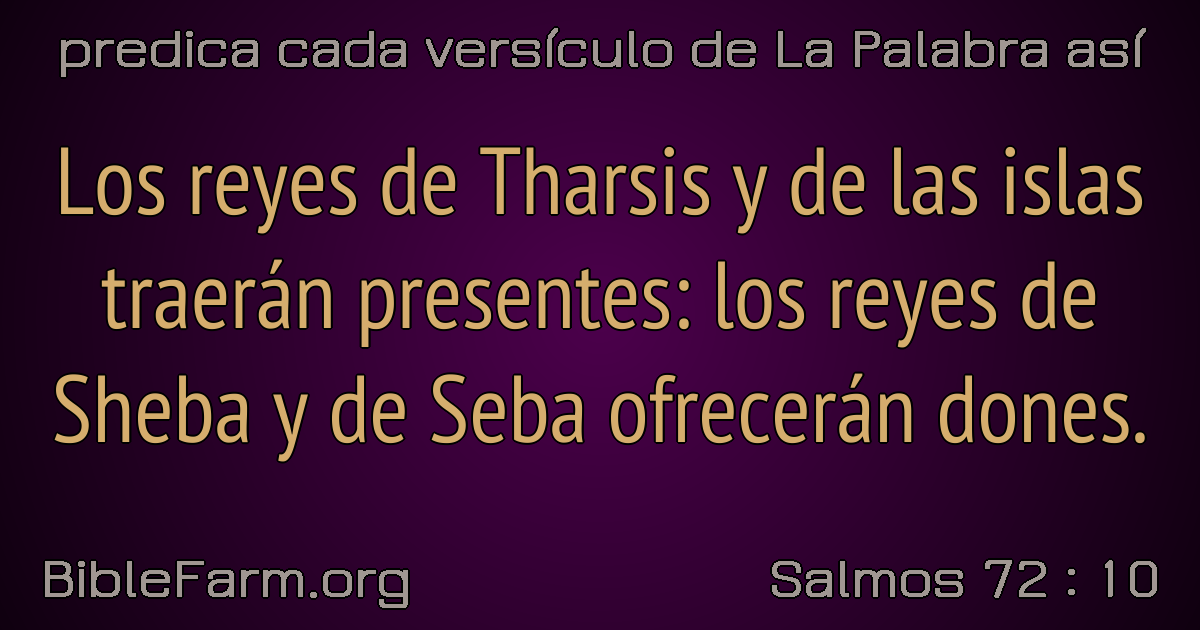 predica cada versículo de La Palabra así
Los reyes de Tharsis y de las islas
traerán presentes: los reyes de
Sheba y de Seba ofrecerán dones.
BibleFarm.org
Salmos 72 : 10